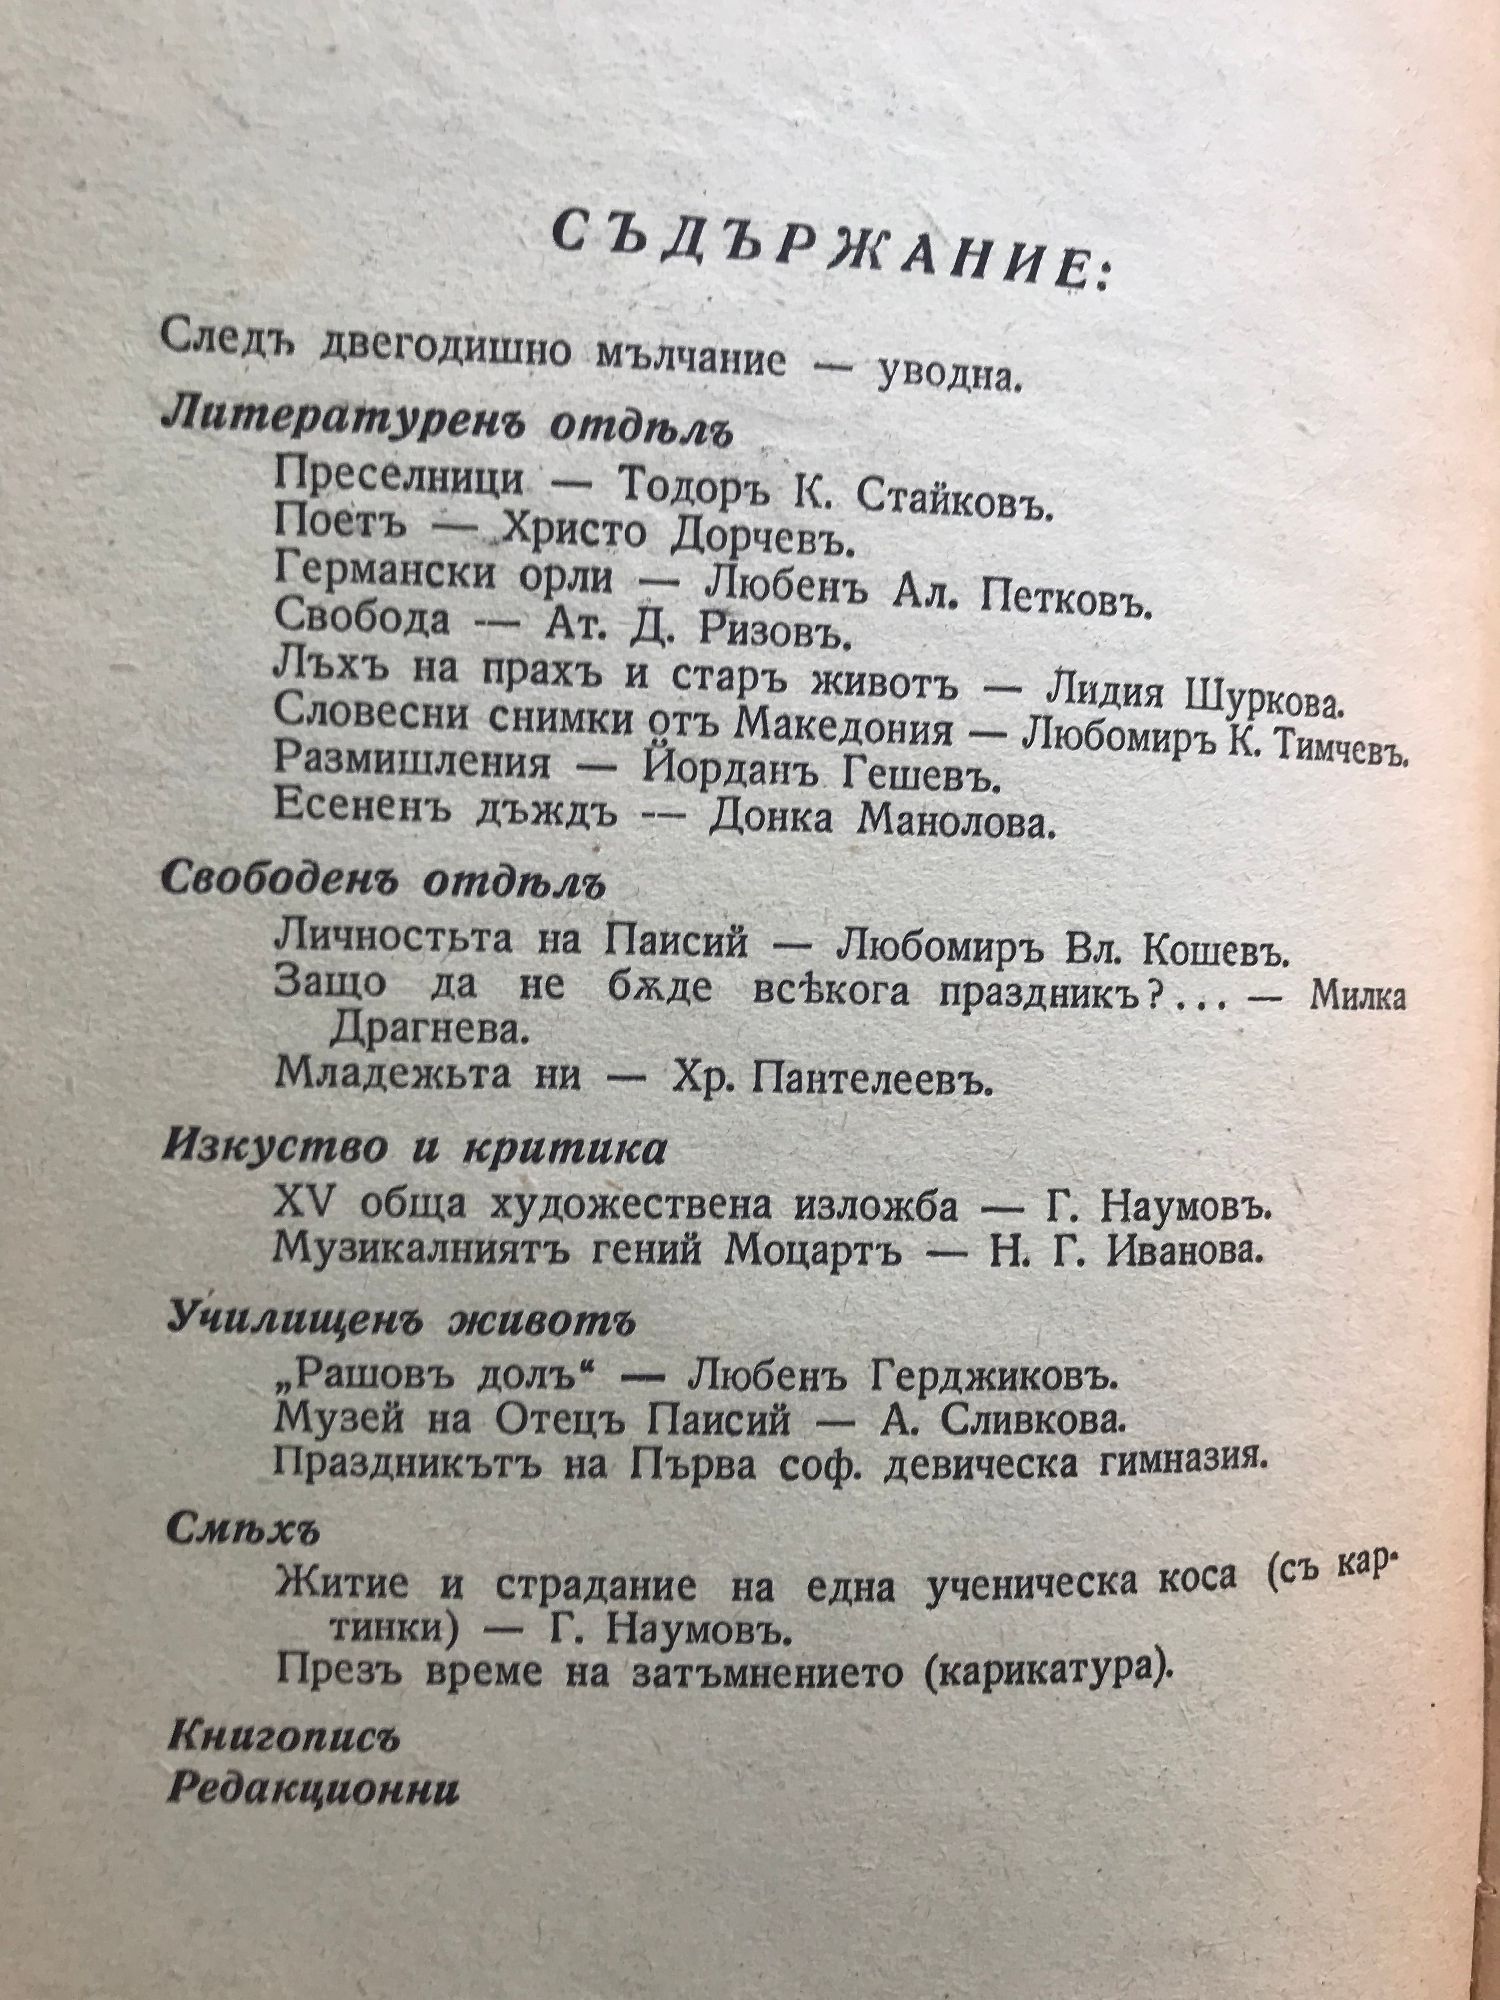 СЪДЪРЖАНИЕ:
Следъ двегодишно мълчание — уводна.
Литературенъ отдѣлъ
Преселници — Тодоръ К. Стайковъ.
Поетъ — Христо Дорчевъ.
Германски орли — Любенъ Ал. Петковъ.
Свобода — Ат. Д. Ризовъ.
Лъхъ на прахъ и старъ животъ — Лидия Шуркова.
Словесни снимки отъ Македония — Любомиръ К. Тимчевъ.
Размишления — Йорданъ Гешевъ.
Есененъ дъждъ — Донка Манолова.
Свободенъ отдѣлъ
Личностьта на Паисий — Любомиръ Вл. Кошевъ.
Защо да не бѫде всѣкога праздникъ?... — Милка
Драгнева.
Младежьта ни — Хр. Пантелеевъ.
Изкуство и критика
XV обща художествена изложба — Г. Наумовъ.
Музикалниятъ гений Моцартъ — Н. Г. Иванова.
Училищенъ животъ
„Рашовъ долъ“ — Любенъ Герджиковъ.
Музей на Отецъ Паисий — А. Сливкова.
Праздникътъ на Първа соф. девическа гимназия.
Смѣхъ
Житие и страдание на една ученическа коса (съ кар-
тинки) — Г. Наумовъ.
Презъ време на затъмнението (карикатура).
Книгописъ
Редакционни